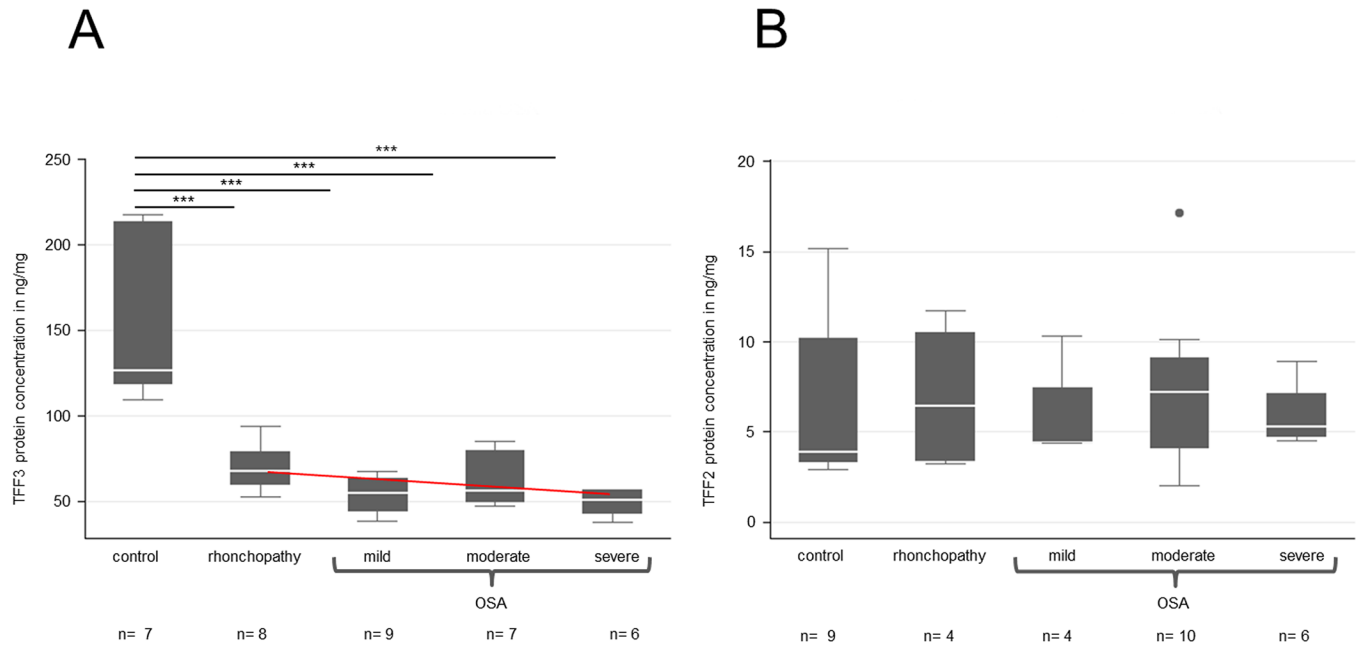 A
B
TFF3 protein concentration in ng/mg
250
200
150
100
50
***
***
***
***
control rhonchopathy mild moderate severe
OSA
n= 7 n= 8 n= 9 n= 7 n= 6
TFF2 protein concentration in ng/mg
20
15
10
5
0
control rhonchopathy mild moderate severe
OSA
n= 9 n= 4 n= 4 n= 10 n= 6